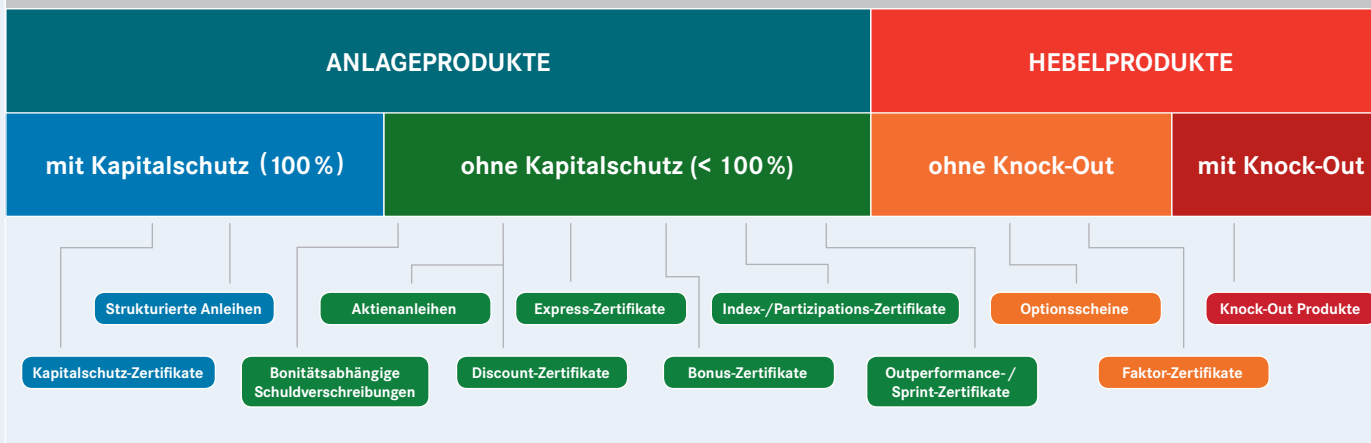 ANLAGEPRODUKTE
HEBELPRODUKTE
mit Kapitalschutz (100 %)
ohne Kapitalschutz (< 100 %)
ohne Knock-Out
mit Knock-Out
Strukturierte Anleihen
Aktienanleihen
Express-Zertifikate
Index-/Partizipations-Zertifikate
Optionsscheine
Knock-Out Produkte
Kapitalschutz-Zertifikate
Bonitätsabhängige
Schuldverschreibungen
Discount-Zertifikate
Bonus-Zertifikate
Outperformance-/
Sprint-Zertifikate
Faktor-Zertifikate